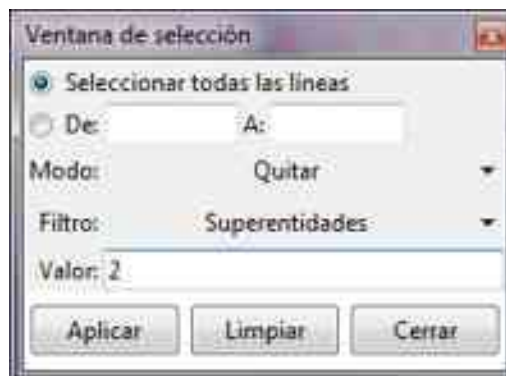 Ventana de selección
Seleccionar todas las líneas
De: A:
Modo: Quitar
Filtro: Superentidades
Valor: 2
Aplicar Limpiar Cerrar